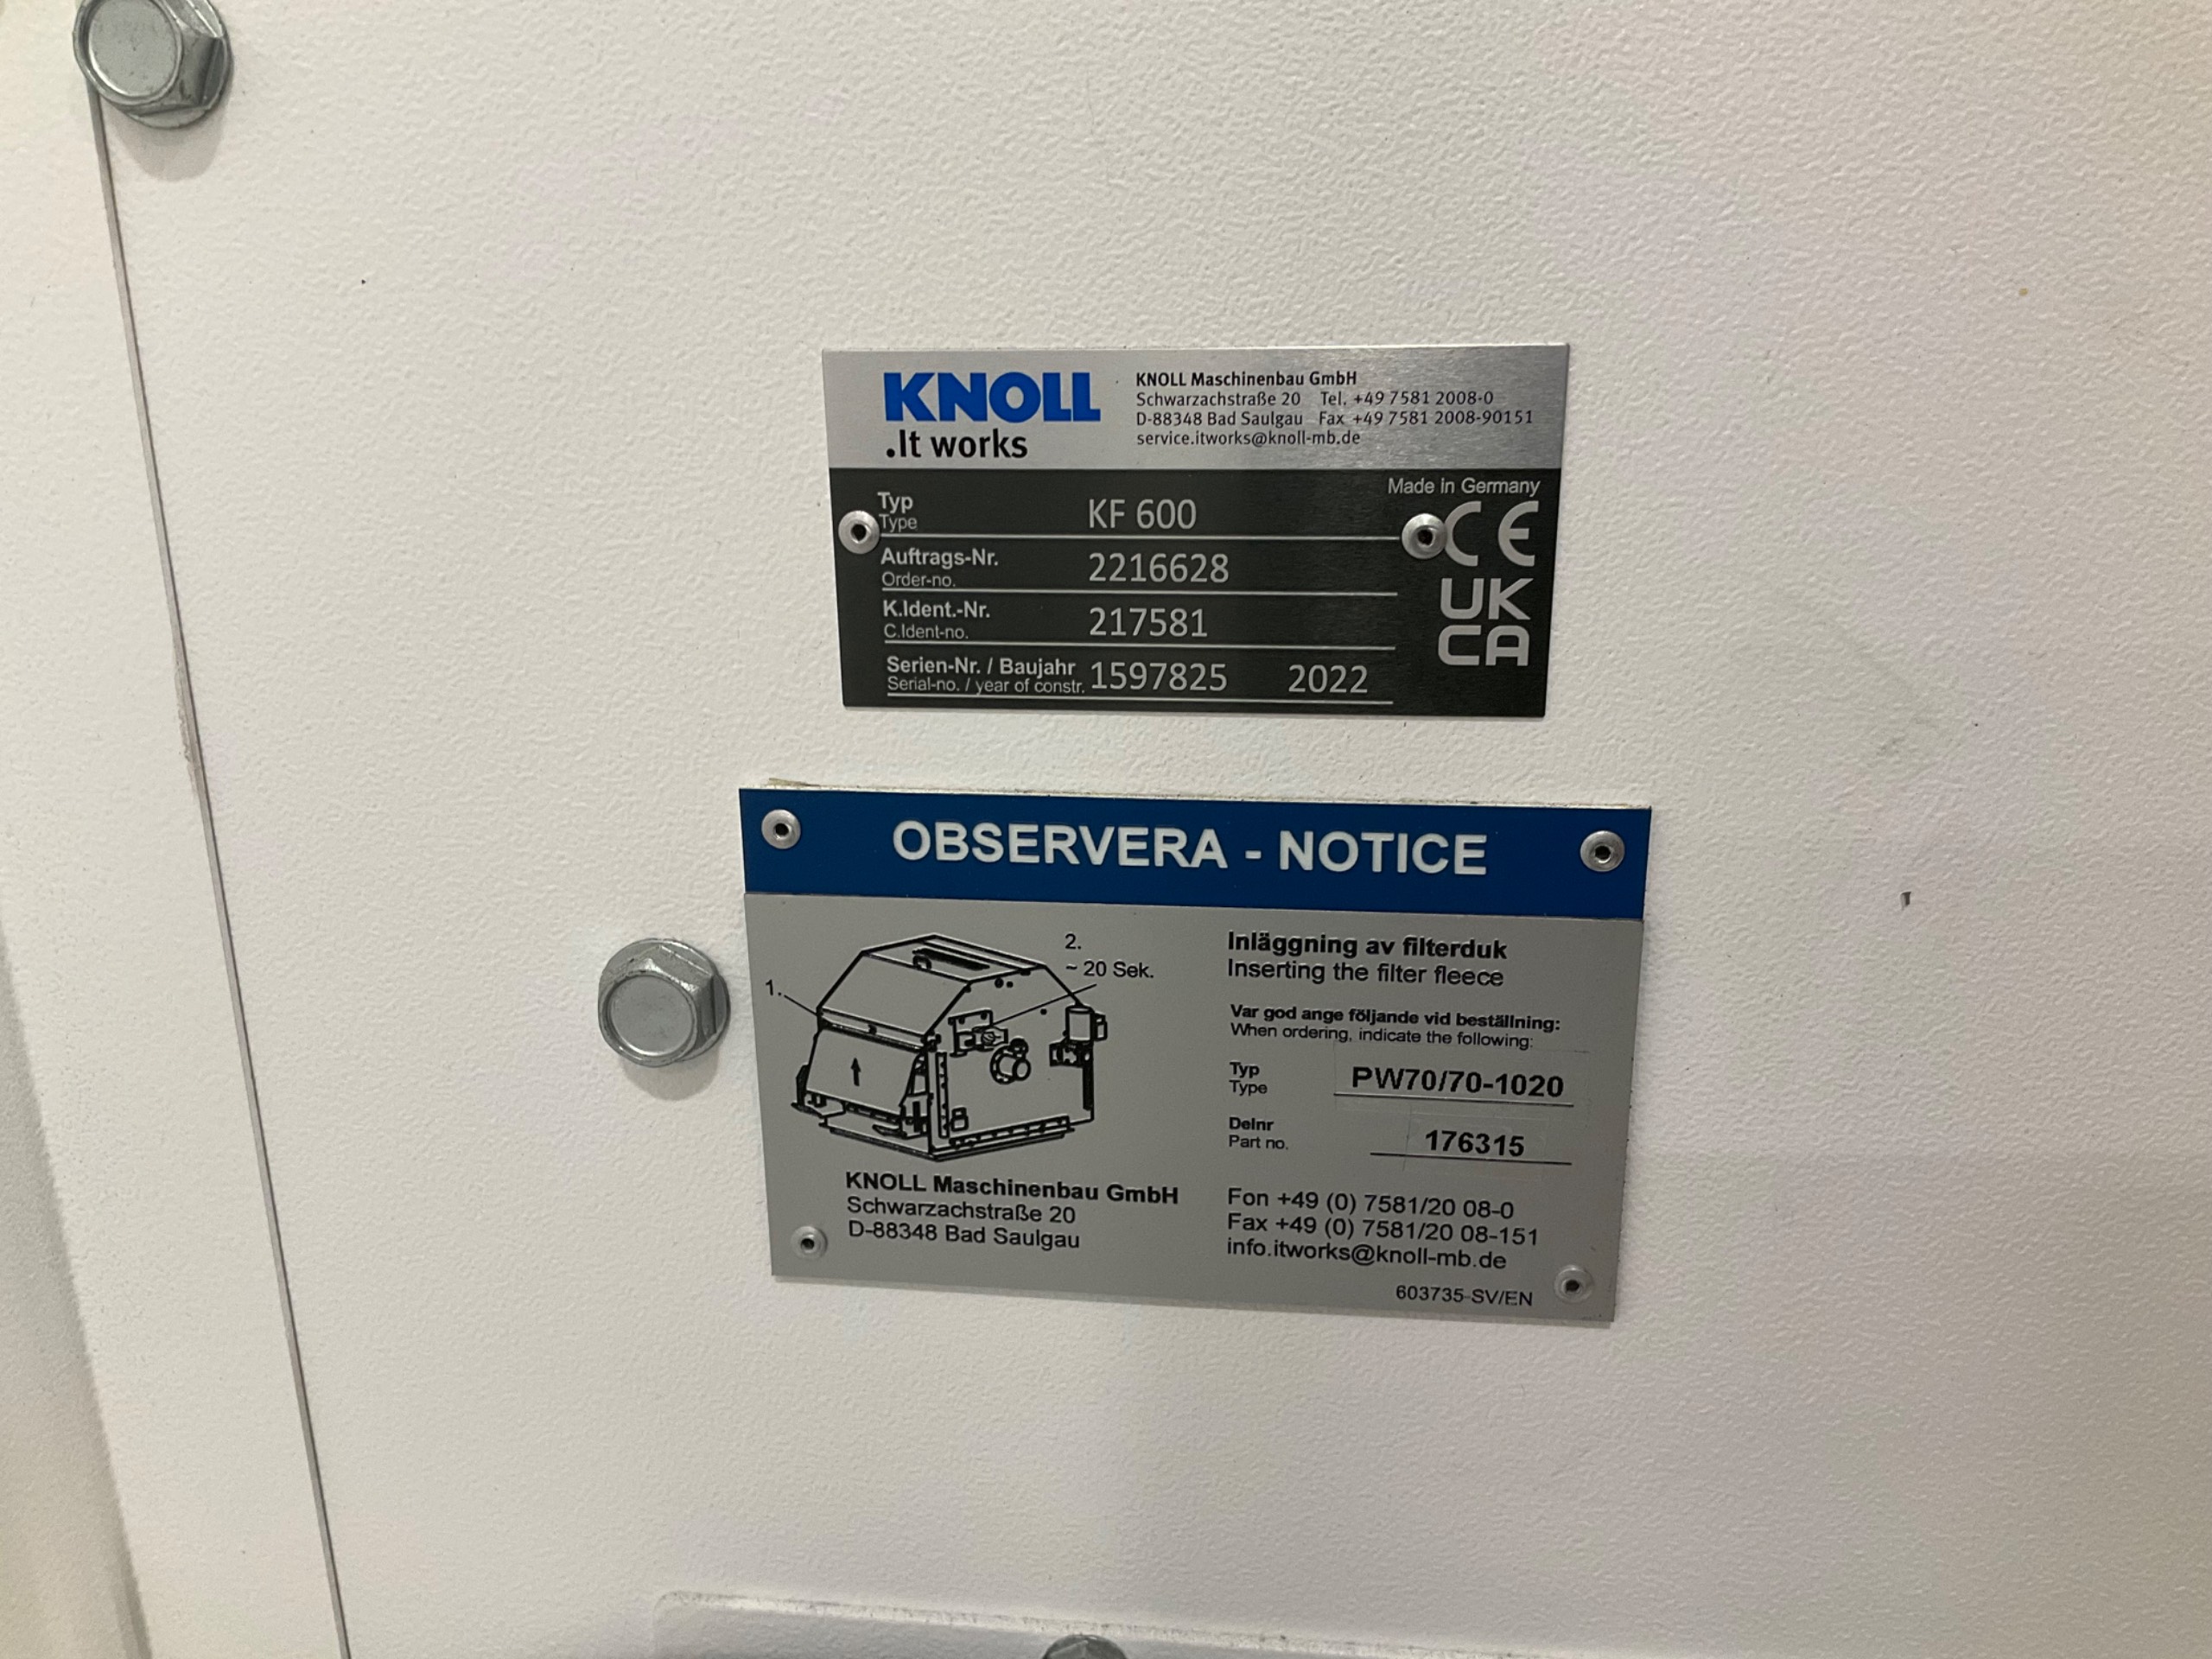 KNOLL
.It works
KNOLL Maschinenbau GmbH
Schwarzachstraße 20 Tel. +49 7581 2008-0
D-88348 Bad Saulgau Fax +49 7581 2008-90151
service.itworks@knoll-mb.de
Made in Germany
Typ
Type
KF 600
CE
Auftrags-Nr.
Order-no.
2216628
UK
CA
K.Ident.-Nr.
C.Ident-no.
217581
Serien-Nr. / Baujahr
Serial-no. / year of constr.
1597825 2022
OBSERVERA - NOTICE
1.
2.
~ 20 Sek.
Inläggning av filterduk
Inserting the filter fleece
Var god ange följande vid beställning:
When ordering, indicate the following:
Typ
Type
PW70/70-1020
Delnr
Part no.
176315
KNOLL Maschinenbau GmbH
Schwarzachstraße 20
D-88348 Bad Saulgau
Fon +49 (0) 7581/20 08-0
Fax +49 (0) 7581/20 08-151
info.itworks@knoll-mb.de
603735-SV/EN